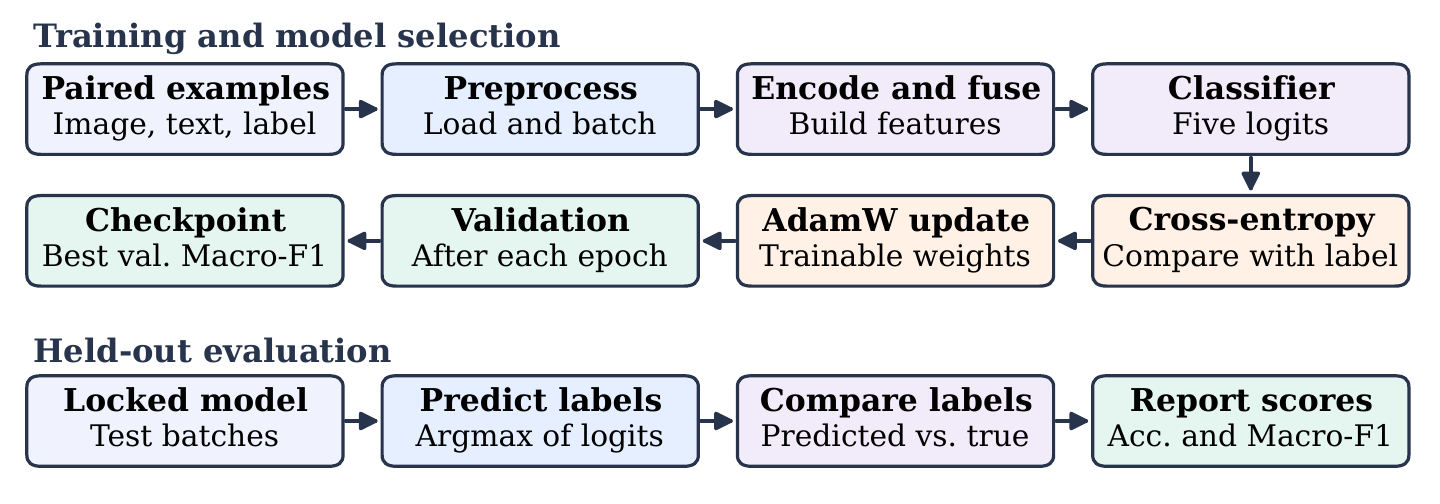 Training and model selection
Paired examples
Image, text, label
Preprocess
Load and batch
Encode and fuse
Build features
Classifier
Five logits
Cross-entropy
Compare with label
AdamW update
Trainable weights
Validation
After each epoch
Checkpoint
Best val. Macro-F1
Held-out evaluation
Locked model
Test batches
Predict labels
Argmax of logits
Compare labels
Predicted vs. true
Report scores
Acc. and Macro-F1